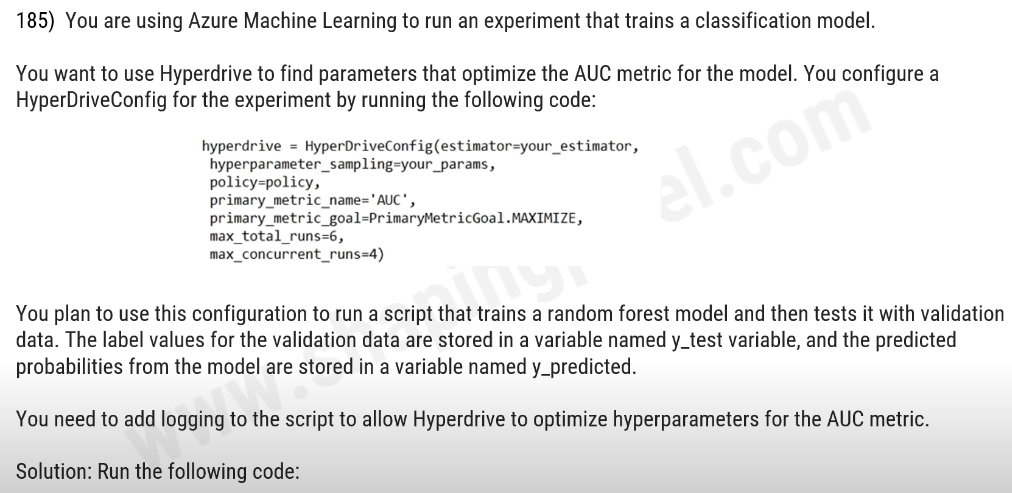 185) You are using Azure Machine Learning to run an experiment that trains a classification model.
You want to use Hyperdrive to find parameters that optimize the AUC metric for the model. You configure a
HyperDriveConfig for the experiment by running the following code:
hyperdrive = HyperDriveConfig(estimator=your_estimator,
hyperparameter_sampling=your_params,
policy=policy,
primary_metric_name='AUC',
primary_metric_goal=PrimaryMetricGoal.MAXIMIZE,
max_total_runs=6,
max_concurrent_runs=4)
You plan to use this configuration to run a script that trains a random forest model and then tests it with validation
data. The label values for the validation data are stored in a variable named y_test variable, and the predicted
probabilities from the model are stored in a variable named y_predicted.
You need to add logging to the script to allow Hyperdrive to optimize hyperparameters for the AUC metric.
Solution: Run the following code: